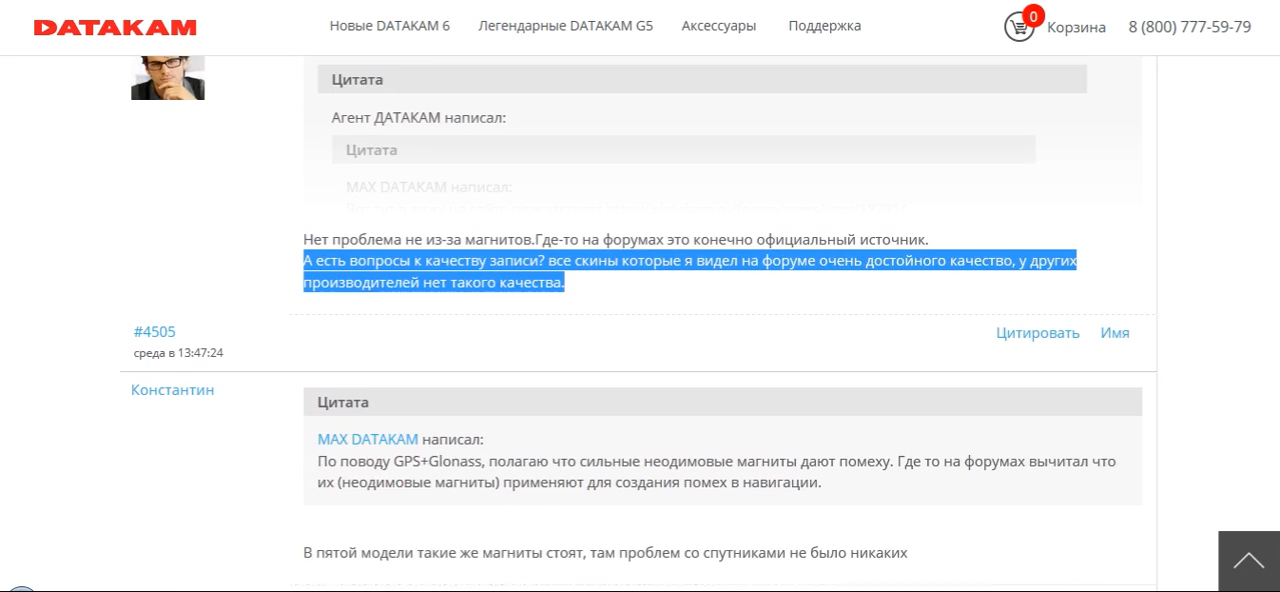 DATAKAM
Новые DATAKAM 6
Легендарные DATAKAM G5
Аксессуары
Поддержка
0
Корзина
8 (800) 777-59-79
Цитата
Агент ДАТАКАМ написал:
Цитата
MAX DATAKAM написал:
Нет проблема не из-за магнитов.Где-то на форумах это конечно официальный источник.
А есть вопросы к качеству записи? все скины которые я видел на форуме очень достойного качество, у других
производителей нет такого качества.
#4505
Цитировать
Имя
среда в 13:47:24
Константин
Цитата
MAX DATAKAM написал:
По поводу GPS+Glonass, полагаю что сильные неодимовые магниты дают помеху. Где то на форумах вычитал что
их (неодимовые магниты) применяют для создания помех в навигации.
В пятой модели такие же магниты стоят, там проблем со спутниками не было никаких